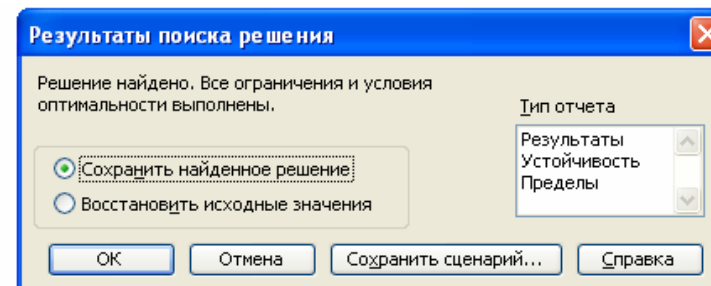 Результаты поиска решения
Решение найдено. Все ограничения и условия
оптимальности выполнены.
Тип отчета
Результаты
Устойчивость
Пределы
Сохранить найденное решение
Восстановить исходные значения
ОК
Отмена
Сохранить сценарий...
Справка